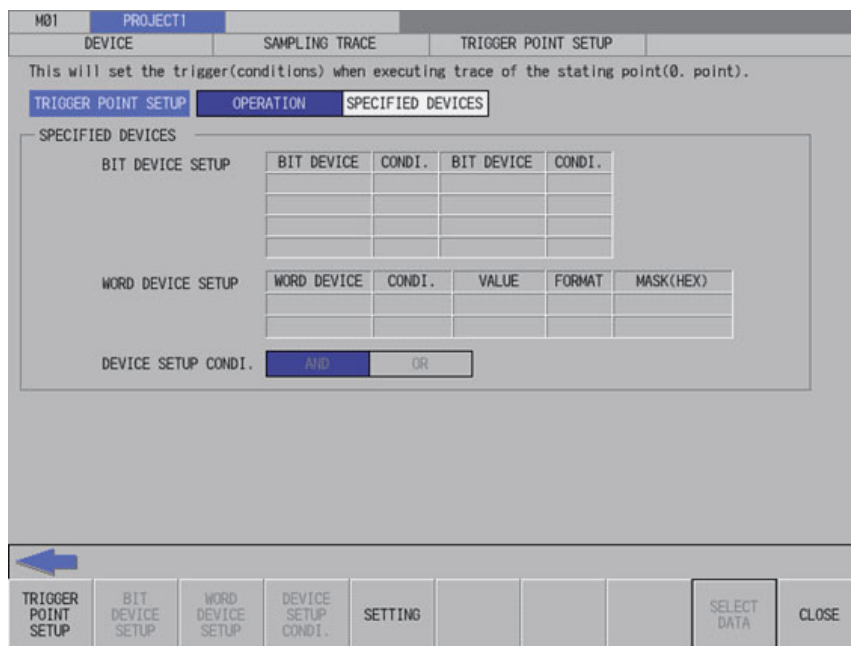 M01 PROJECT1
DEVICE SAMPLING TRACE TRIGGER POINT SETUP
This will set the trigger(conditions) when executing trace of the stating point(0. point).
TRIGGER POINT SETUP OPERATION SPECIFIED DEVICES
SPECIFIED DEVICES
BIT DEVICE SETUP BIT DEVICE CONDI. BIT DEVICE CONDI.
WORD DEVICE SETUP WORD DEVICE CONDI. VALUE FORMAT MASK(HEX)
DEVICE SETUP CONDI. AND OR
TRIGGER
POINT
SETUP
BIT
DEVICE
SETUP
WORD
DEVICE
SETUP
DEVICE
SETUP
CONDI.
SETTING
SELECT
DATA
CLOSE